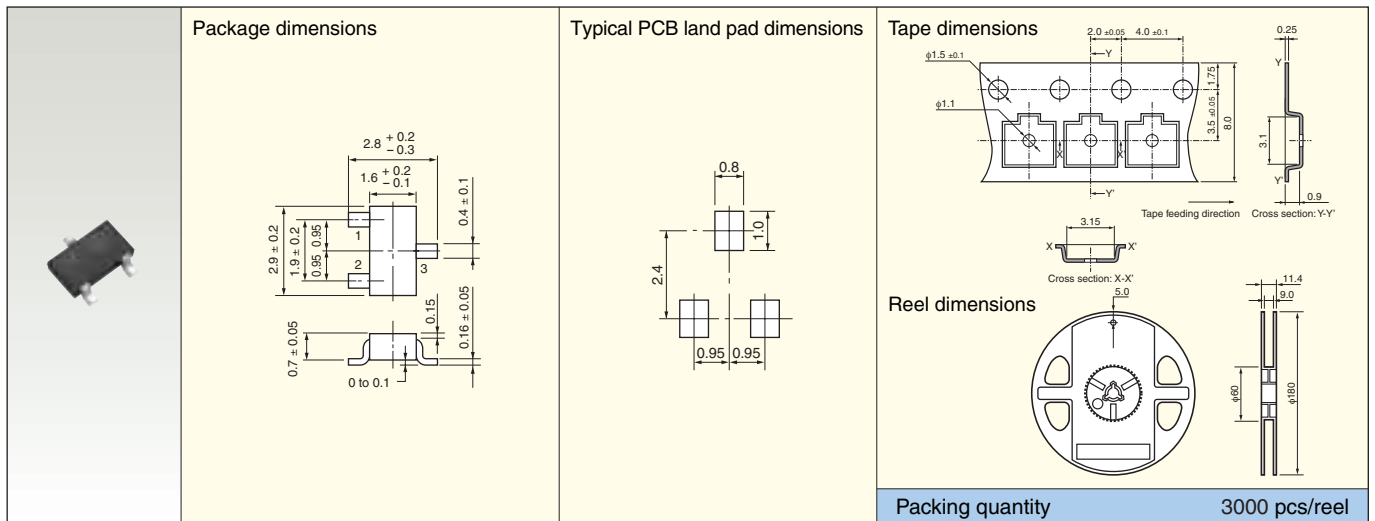 Package dimensions
2.8 + 0.2 − 0.3
1.6 + 0.2 − 0.1
2.9 ± 0.2
1.9 ± 0.2
0.95
0.95
1
2
3
0.4 ± 0.1
0.7 ± 0.05
0 to 0.1
0.15
0.16 ± 0.05
Typical PCB land pad dimensions
0.8
1.0
2.4
0.95
0.95
Tape dimensions
2.0 ±0.05
4.0 ±0.1
0.25
ϕ1.5 ±0.1
Y
Y
1.75
ϕ1.1
3.5 ±0.05
8.0
3.1
X
X'
Y'
Y'
0.9
Tape feeding direction
Cross section: Y-Y'
3.15
X
X'
Cross section: X-X'
Reel dimensions
5.0
11.4
9.0
ϕ60
ϕ180
Packing quantity
3000 pcs/reel